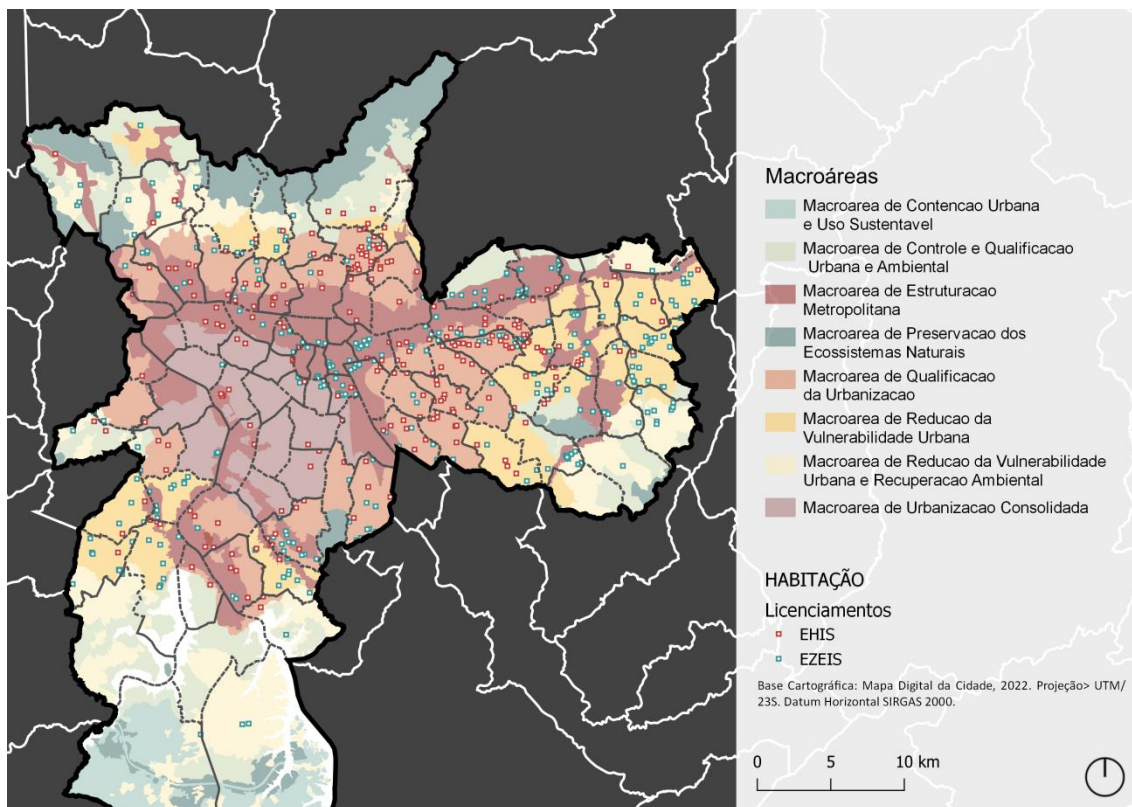 Macroáreas
Macroarea de Contencao Urbana
e Uso Sustentavel
Macroarea de Controle e Qualificacao
Urbana e Ambiental
Macroarea de Estruturacao
Metropolitana
Macroarea de Preservacao dos
Ecossistemas Naturais
Macroarea de Qualificacao
da Urbanizacao
Macroarea de Reducao da
Vulnerabilidade Urbana
Macroarea de Reducao da Vulnerabilidade
Urbana e Recuperacao Ambiental
Macroarea de Urbanizacao Consolidada
HABITAÇÃO
Licenciamentos
EHIS
EZEIS
Base Cartográfica: Mapa Digital da Cidade, 2022. Projeção> UTM/
23S. Datum Horizontal SIRGAS 2000.
0 5 10 km